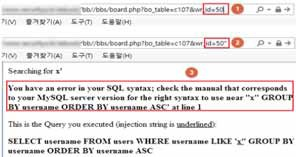 'bb//bbs/board.php?bo_table=c107&wr_id=50
1
즐겨찾기(A) 도구(T) 도움말(H)
'bb//bbs/board.php?bo_table=c107&wr_id=50"
2
보기(V) 즐겨찾기(A) 도구(T) 도움말(H)
3
Searching for x'
You have an error in your SQL syntax; check the manual that corresponds
to your MySQL server version for the right syntax to use near "x'' GROUP
BY username ORDER BY username ASC' at line 1
This is the Query you executed (injection string is underlined):
SELECT username FROM users WHERE username LIKE 'x'' GROUP
BY username ORDER BY username ASC